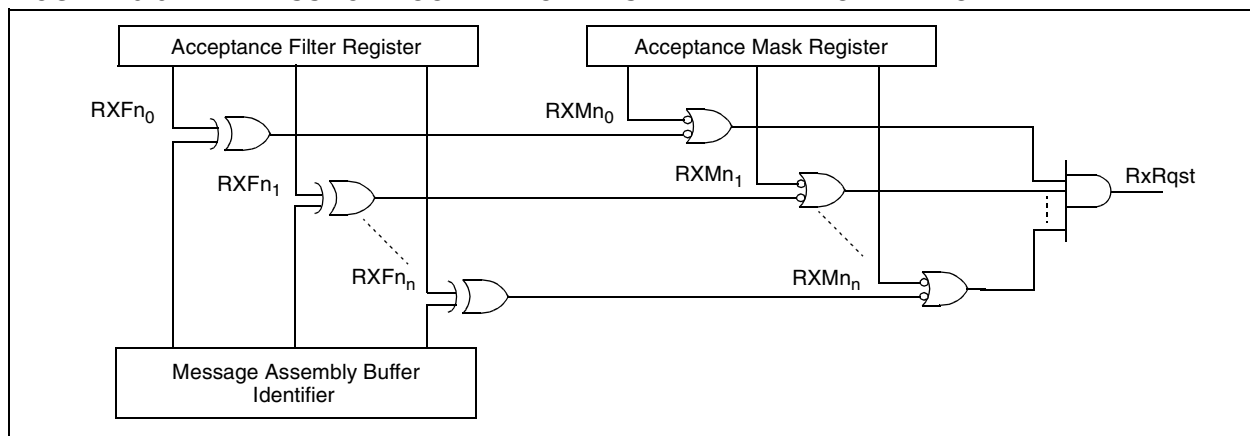 Acceptance Filter Register
Acceptance Mask Register
RXFn0
RXMn0
RXFn1
RXMn1
RxRqst
RXFnn
RXMnn
Message Assembly Buffer
Identifier